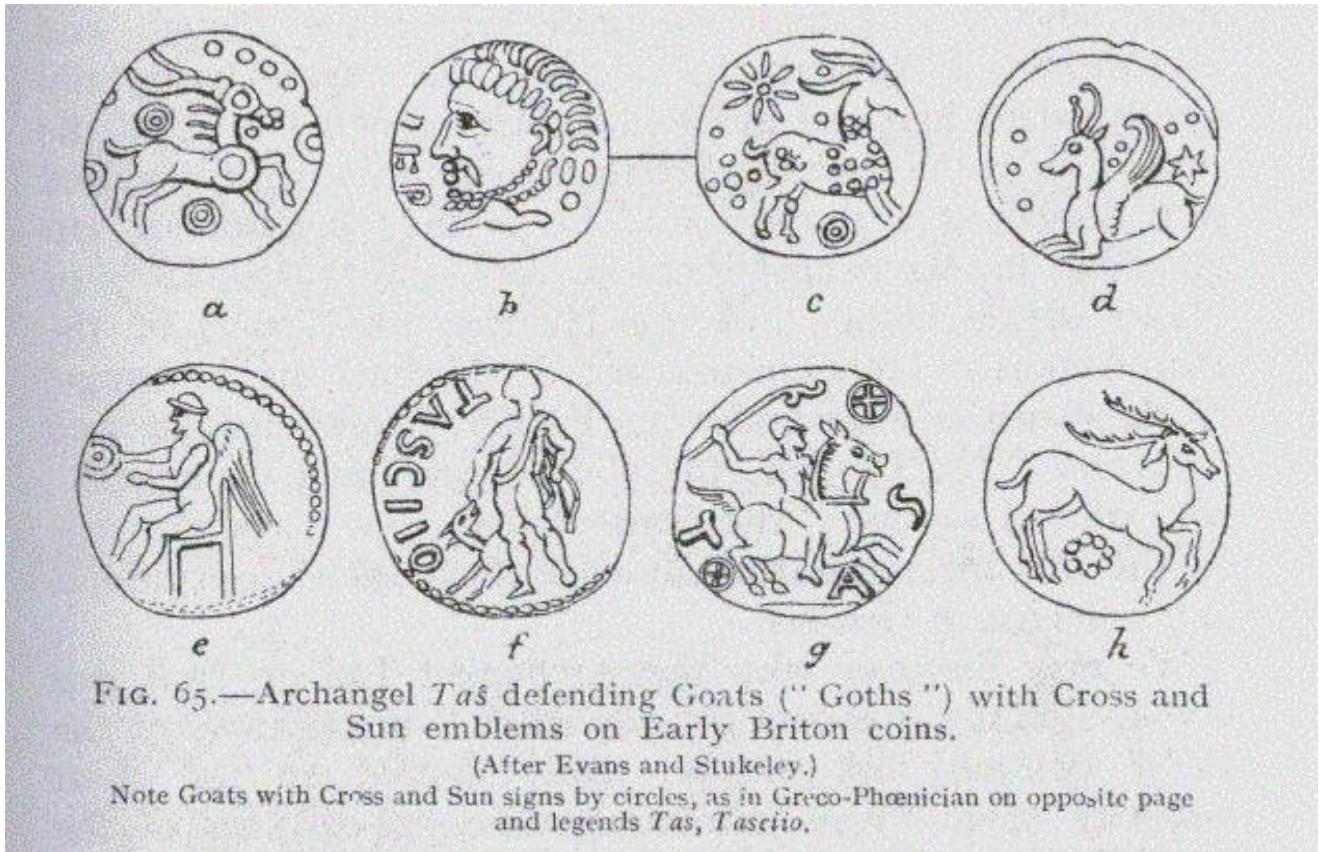 a b c d
TASCIIO
T A S
e f g h
FIG. 65.—Archangel Taŝ defending Goats (“ Goths ”) with Cross and
Sun emblems on Early Briton coins.
(After Evans and Stukeley.)
Note Goats with Cross and Sun signs by circles, as in Greco-Phœnician on opposite page
and legends Tas, Tasciio.